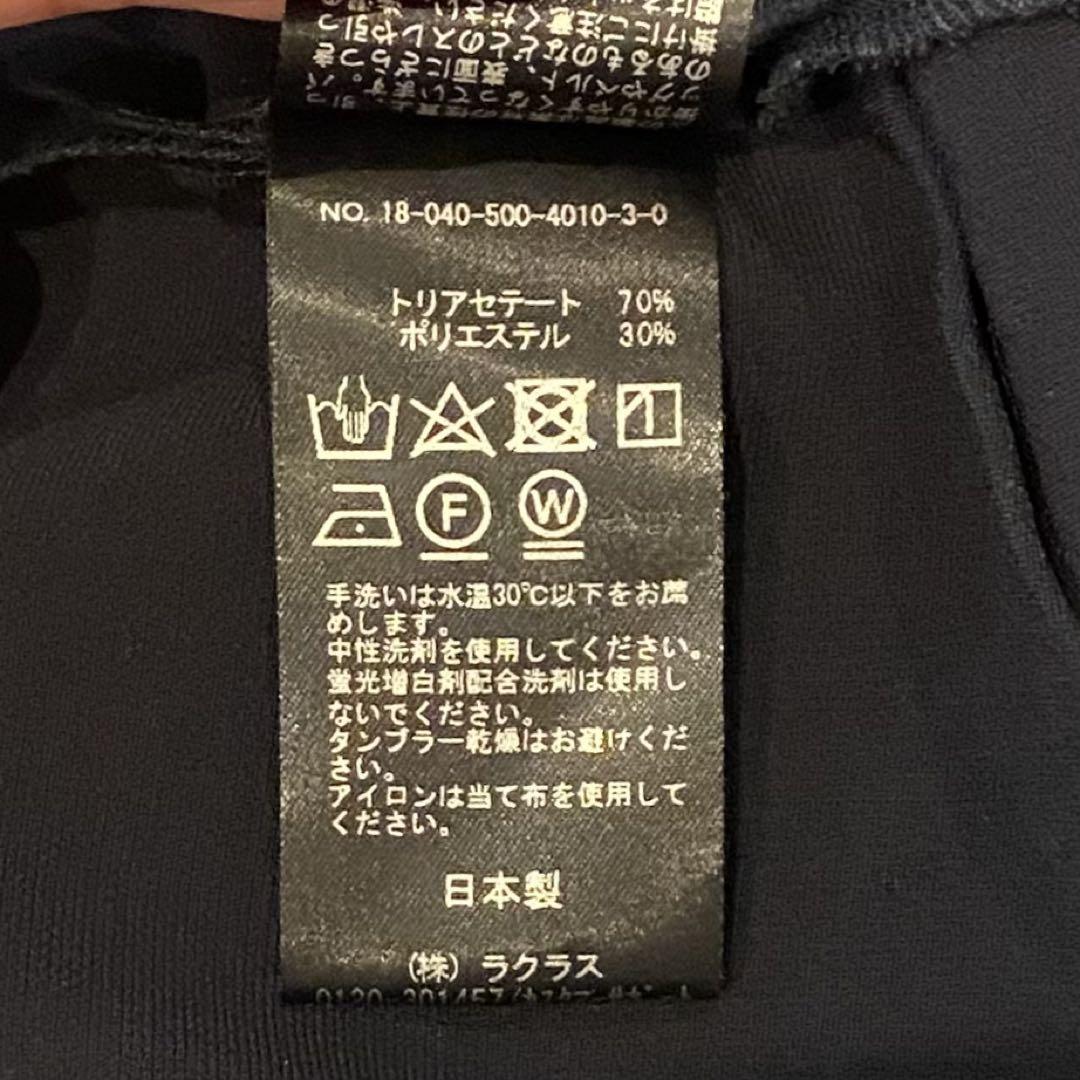 NO. 18-040-500-4010-3-0
トリアセテート 70%
ポリエステル 30%
F W
手洗いは水温30℃以下をお薦
めします。
中性洗剤を使用してください。
蛍光増白剤配合洗剤は使用し
ないでください。
タンブラー乾燥はお避けくだ
さい。
アイロンは当て布を使用して
ください。
日本製
(株) ラクラス